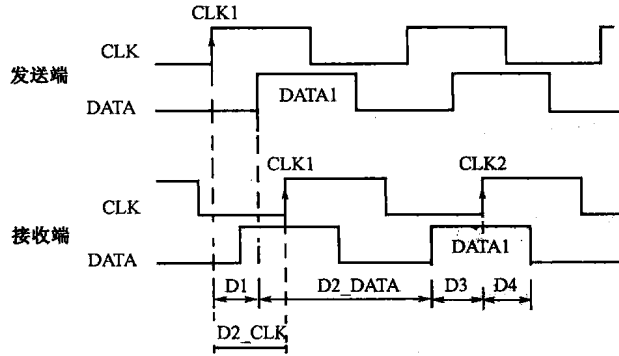 CLK1
CLK
发送端
DATA1
DATA
CLK1
CLK2
CLK
接收端
DATA1
DATA
D1
D2_DATA
D3
D4
D2_CLK